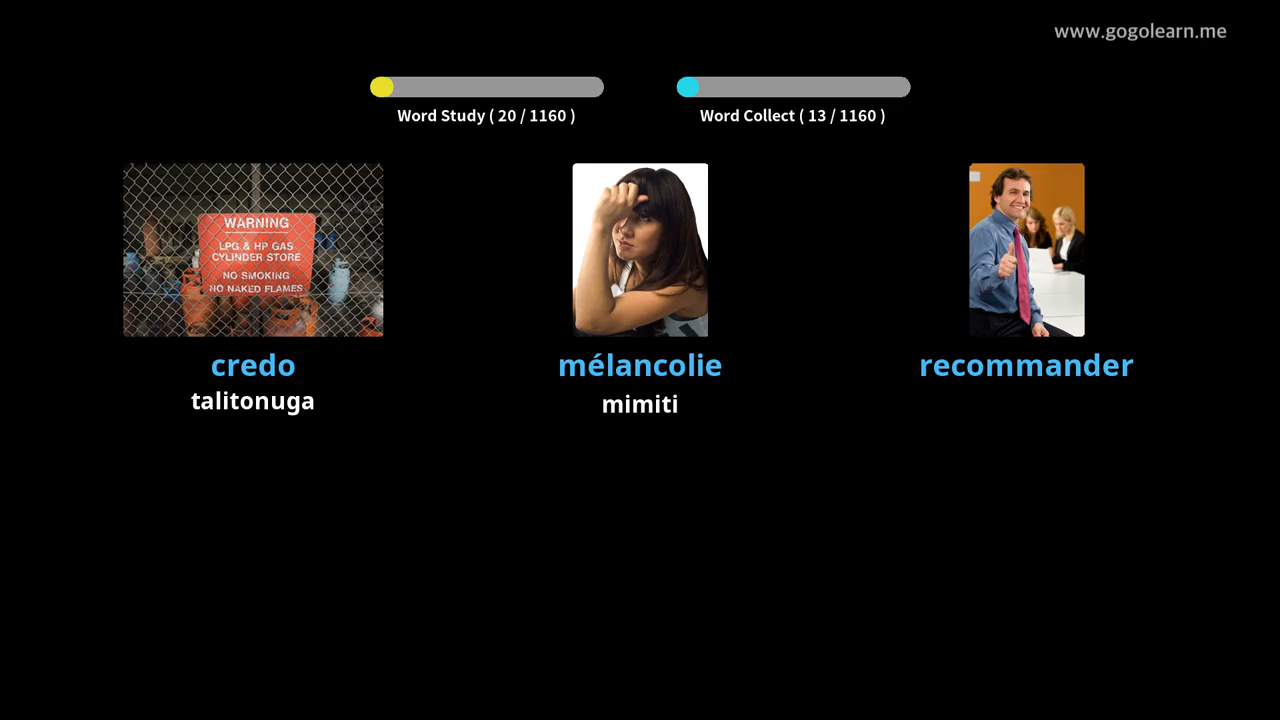 www.gogolearn.me
Word Study ( 20 / 1160 )
Word Collect ( 13 / 1160 )
WARNING
LPG & HP GAS
CYLINDER STORE
NO SMOKING
NO NAKED FLAMES
credo
talitonuga
mélancolie
mimiti
recommander